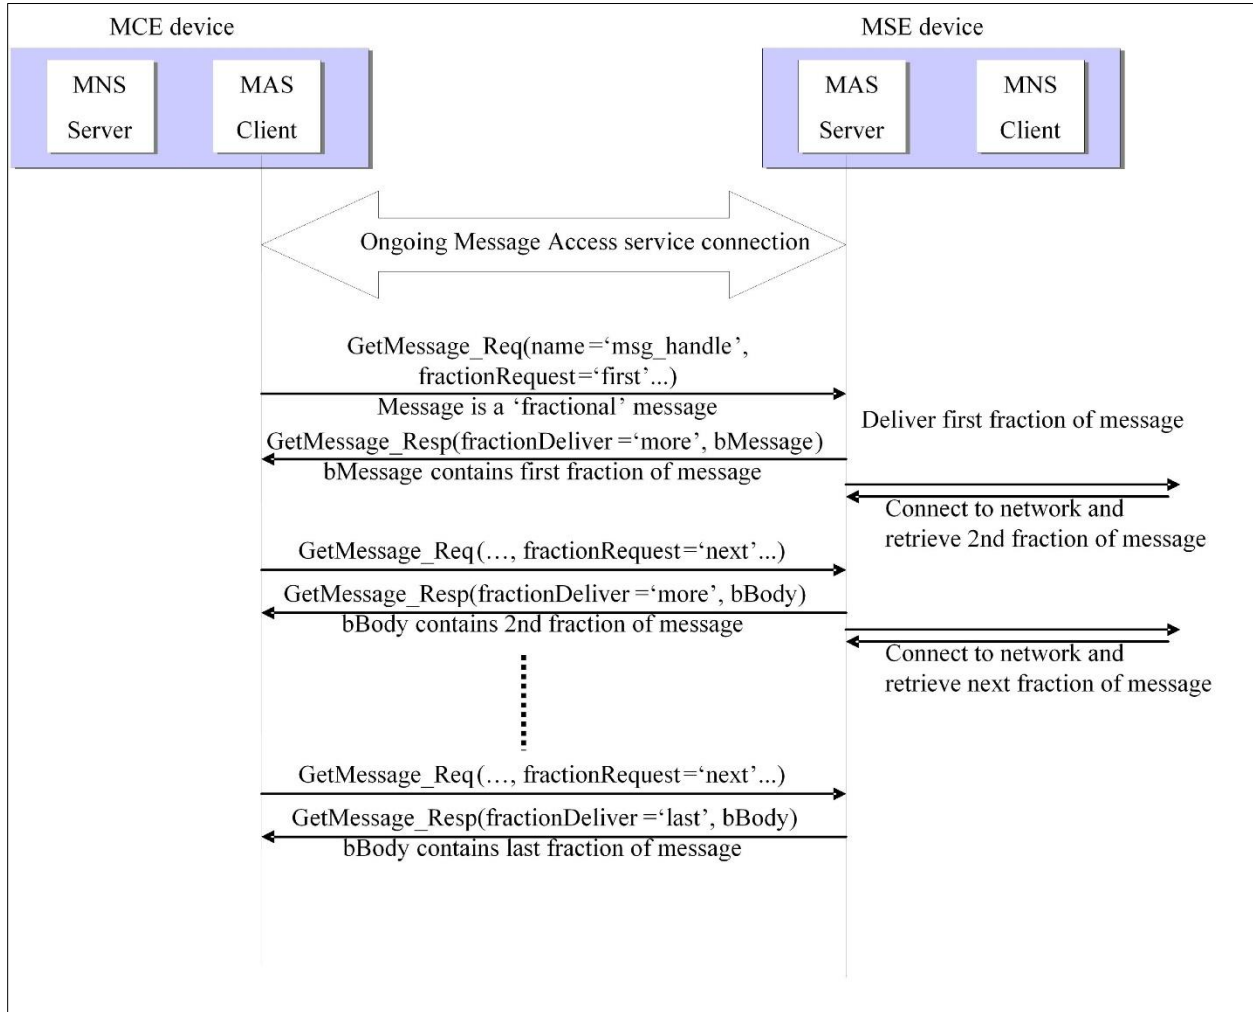 MCE device
MSE device
MNS
Server
MAS
Client
MAS
Server
MNS
Client
Ongoing Message Access service connection
GetMessage_Req(name=‘msg_handle’,
fractionRequest=‘first’...)
Message is a ‘fractional’ message
Deliver first fraction of message
GetMessage_Resp(fractionDeliver=‘more’, bMessage)
bMessage contains first fraction of message
Connect to network and
retrieve 2nd fraction of message
GetMessage_Req(…, fractionRequest=‘next’...)
GetMessage_Resp(fractionDeliver=‘more’, bBody)
bBody contains 2nd fraction of message
Connect to network and
retrieve next fraction of message
GetMessage_Req(…, fractionRequest=‘next’...)
GetMessage_Resp(fractionDeliver=‘last’, bBody)
bBody contains last fraction of message